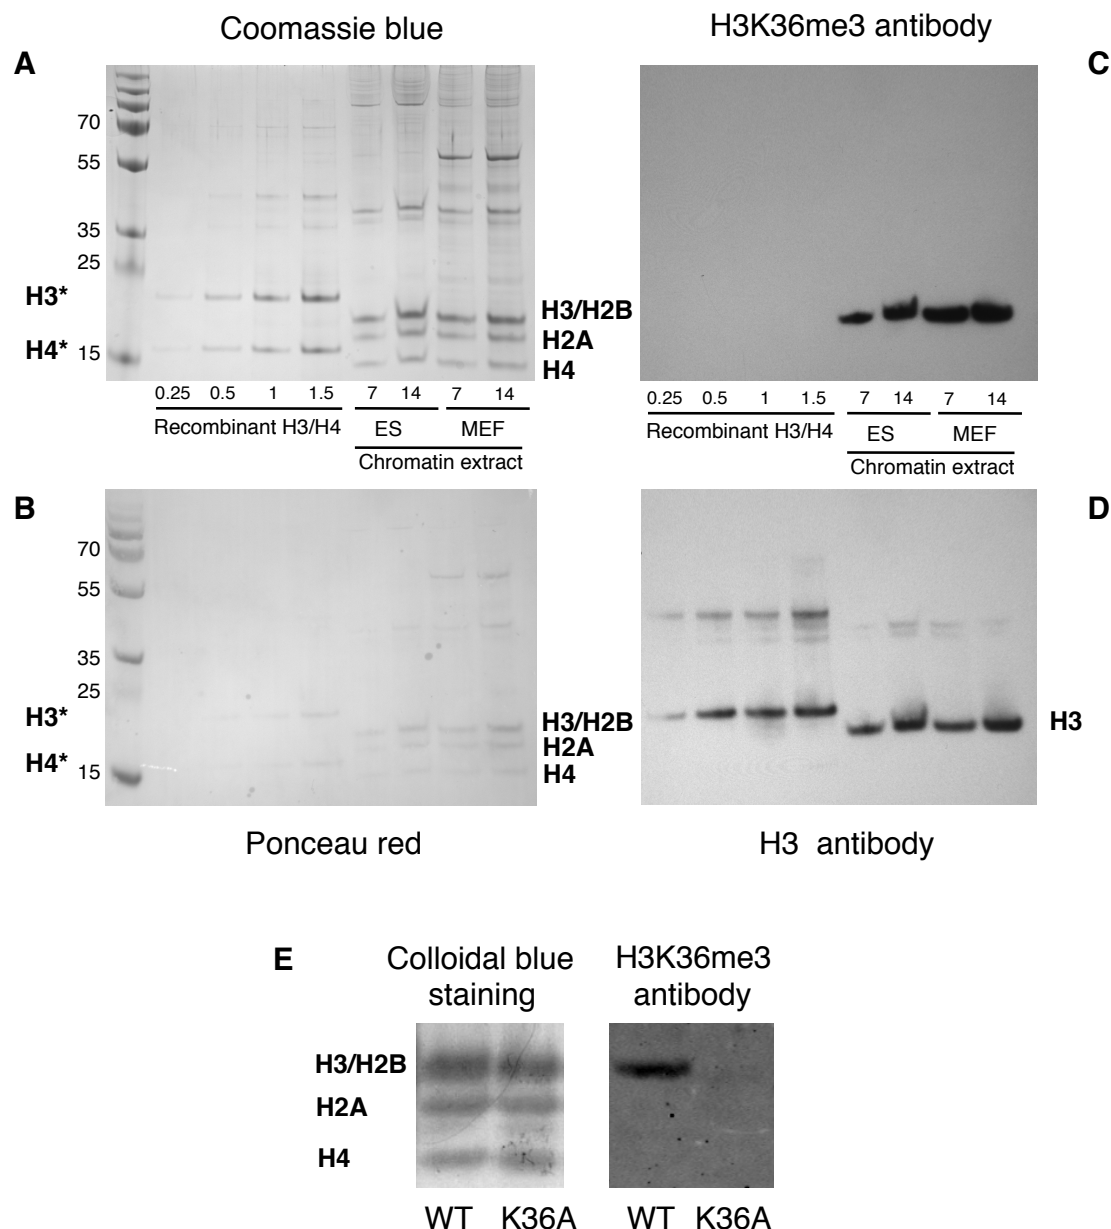 Coomassie blue
H3K36me3 antibody
A
C
70
55
35
25
H3*
H4*
15
H3/H2B
H2A
H4
0.25 0.5 1 1.5 7 14 7 14
Recombinant H3/H4
ES MEF
Chromatin extract
0.25 0.5 1 1.5 7 14 7 14
Recombinant H3/H4
ES MEF
Chromatin extract
B
D
70
55
35
25
H3*
H4*
15
H3/H2B
H2A
H4
H3
Ponceau red
H3 antibody
E
Colloidal blue
staining
H3K36me3
antibody
H3/H2B
H2A
H4
WT K36A
WT K36A